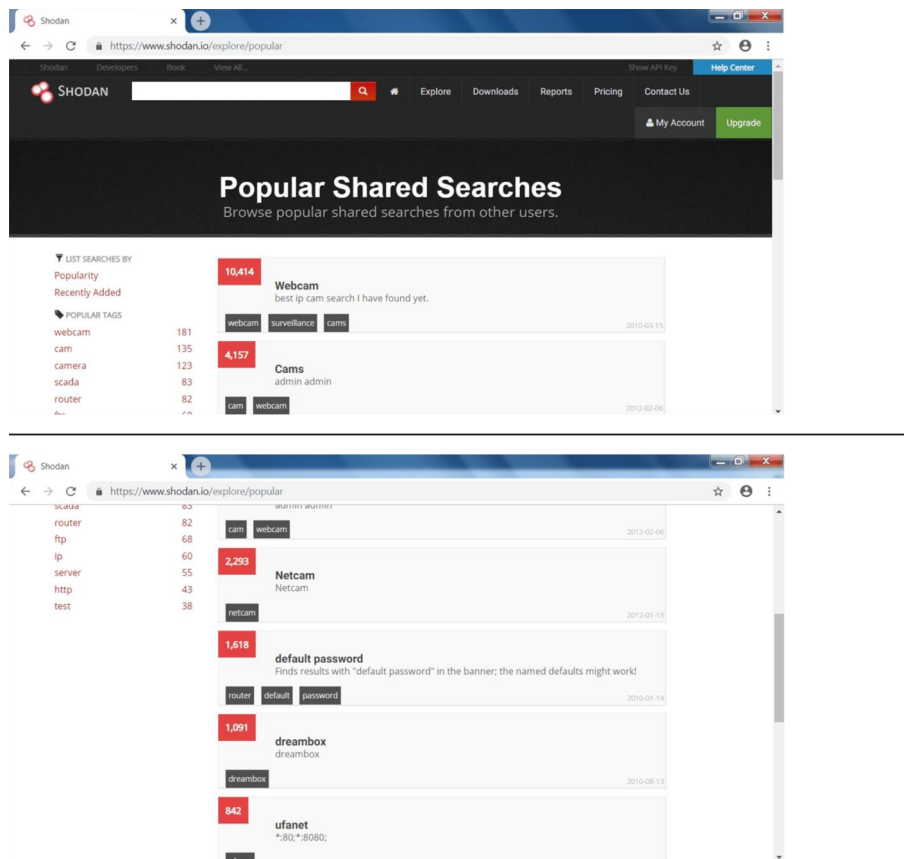 Shodan
https://www.shodan.io/explore/popular
Shodan Developers Book View All... Show API Key Help Center
SHODAN Explore Downloads Reports Pricing Contact Us
My Account Upgrade
Popular Shared Searches
Browse popular shared searches from other users.
LIST SEARCHES BY
Popularity
Recently Added
POPULAR TAGS
webcam 181
cam 135
camera 123
scada 83
router 82
10,414
Webcam
best ip cam search I have found yet.
webcam surveillance cams
2010-03-15
4,157
Cams
admin admin
cam webcam
2012-02-06
Shodan
https://www.shodan.io/explore/popular
scada 83
router 82
ftp 68
ip 60
server 55
http 43
test 38
admin admin
cam webcam
2012-02-06
2,293
Netcam
Netcam
netcam
2012-01-13
1,618
default password
Finds results with "default password" in the banner; the named defaults might work!
router default password
2010-01-14
1,091
dreambox
dreambox
dreambox
2010-08-13
842
ufanet
*:80;*:8080;